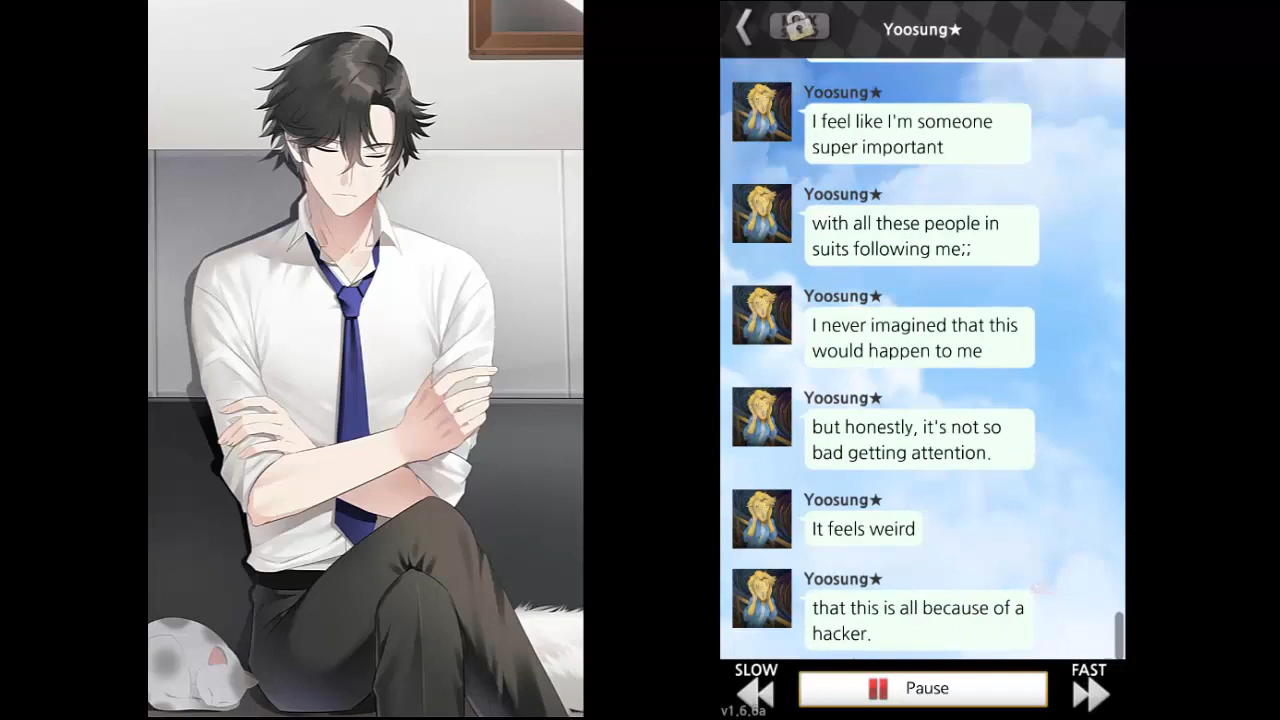 Yoosung★
Yoosung★
I feel like I'm someone
super important
Yoosung★
with all these people in
suits following me;;
Yoosung★
I never imagined that this
would happen to me
Yoosung★
but honestly, it's not so
bad getting attention.
Yoosung★
It feels weird
Yoosung★
that this is all because of a
hacker.
SLOW
Pause
FAST
v1.6.6a